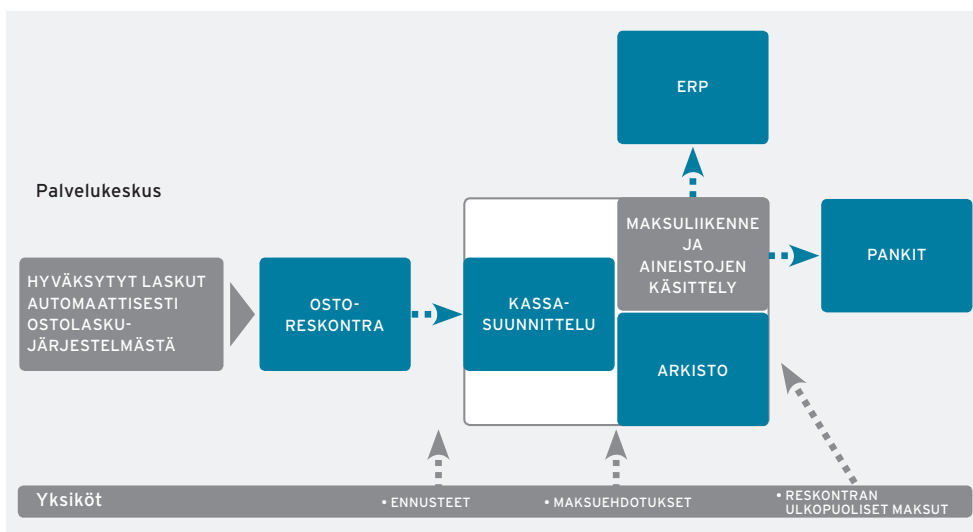 ERP
Palvelukeskus
HYVÄKSYTYT LASKUT
AUTOMAATTISESTI
OSTOLASKU-
JÄRJESTELMÄSTÄ
OSTO-
RESKONTRA
KASSA-
SUUNNITTELU
MAKSULIIKENNE
JA
AINEISTOJEN
KÄSITTELY
ARKISTO
PANKIT
Yksiköt
• ENNUSTEET
• MAKSUEHDOTUKSET
• RESKONTRAN
ULKOPUOLISET MAKSUT